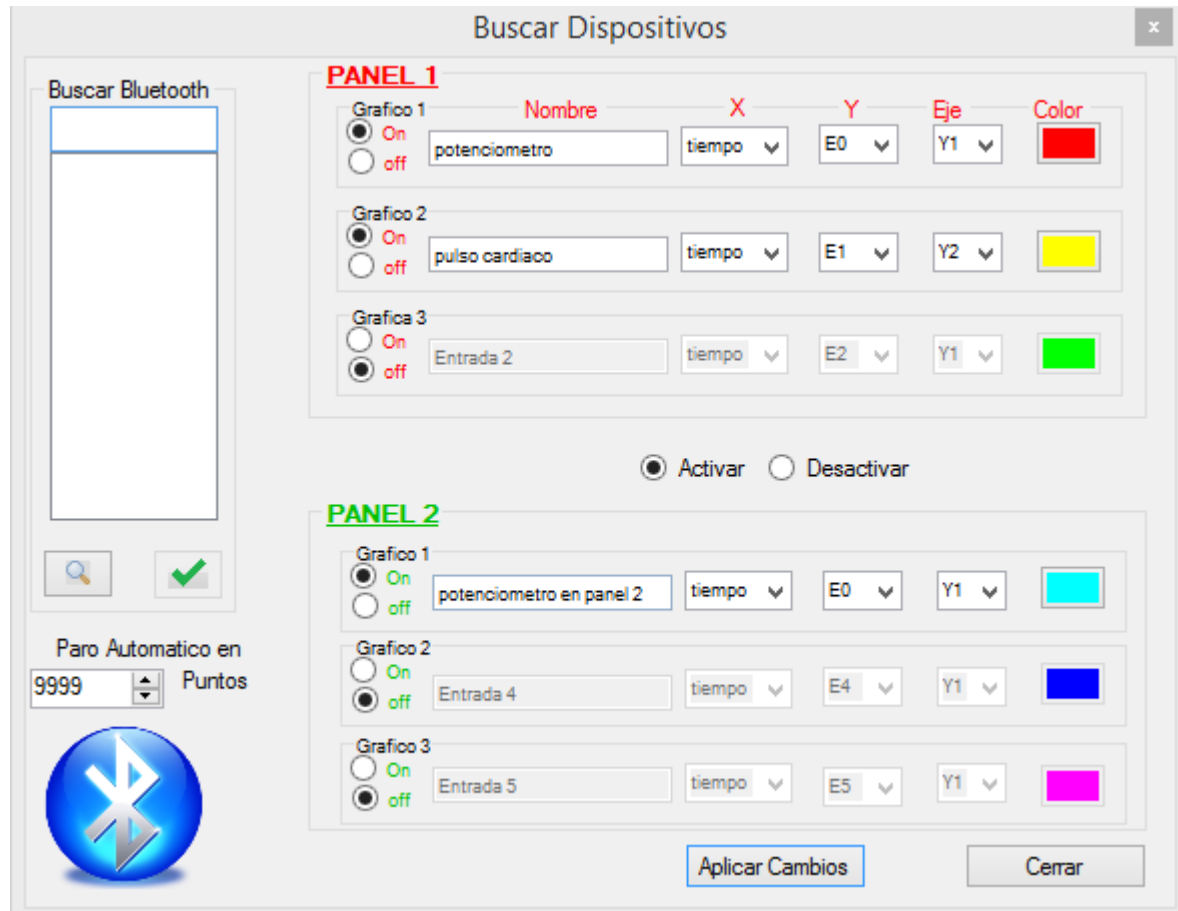 Buscar Dispositivos
x
Buscar Bluetooth
Paro Automatico en
9999 Puntos
PANEL 1
Grafico 1 Nombre X Y Eje Color
On
off
potenciometro tiempo E0 Y1
Grafico 2
On
off
pulso cardiaco tiempo E1 Y2
Grafica 3
On
off
Entrada 2 tiempo E2 Y1
Activar Desactivar
PANEL 2
Grafico 1
On
off
potenciometro en panel 2 tiempo E0 Y1
Grafico 2
On
off
Entrada 4 tiempo E4 Y1
Grafico 3
On
off
Entrada 5 tiempo E5 Y1
Aplicar Cambios Cerrar